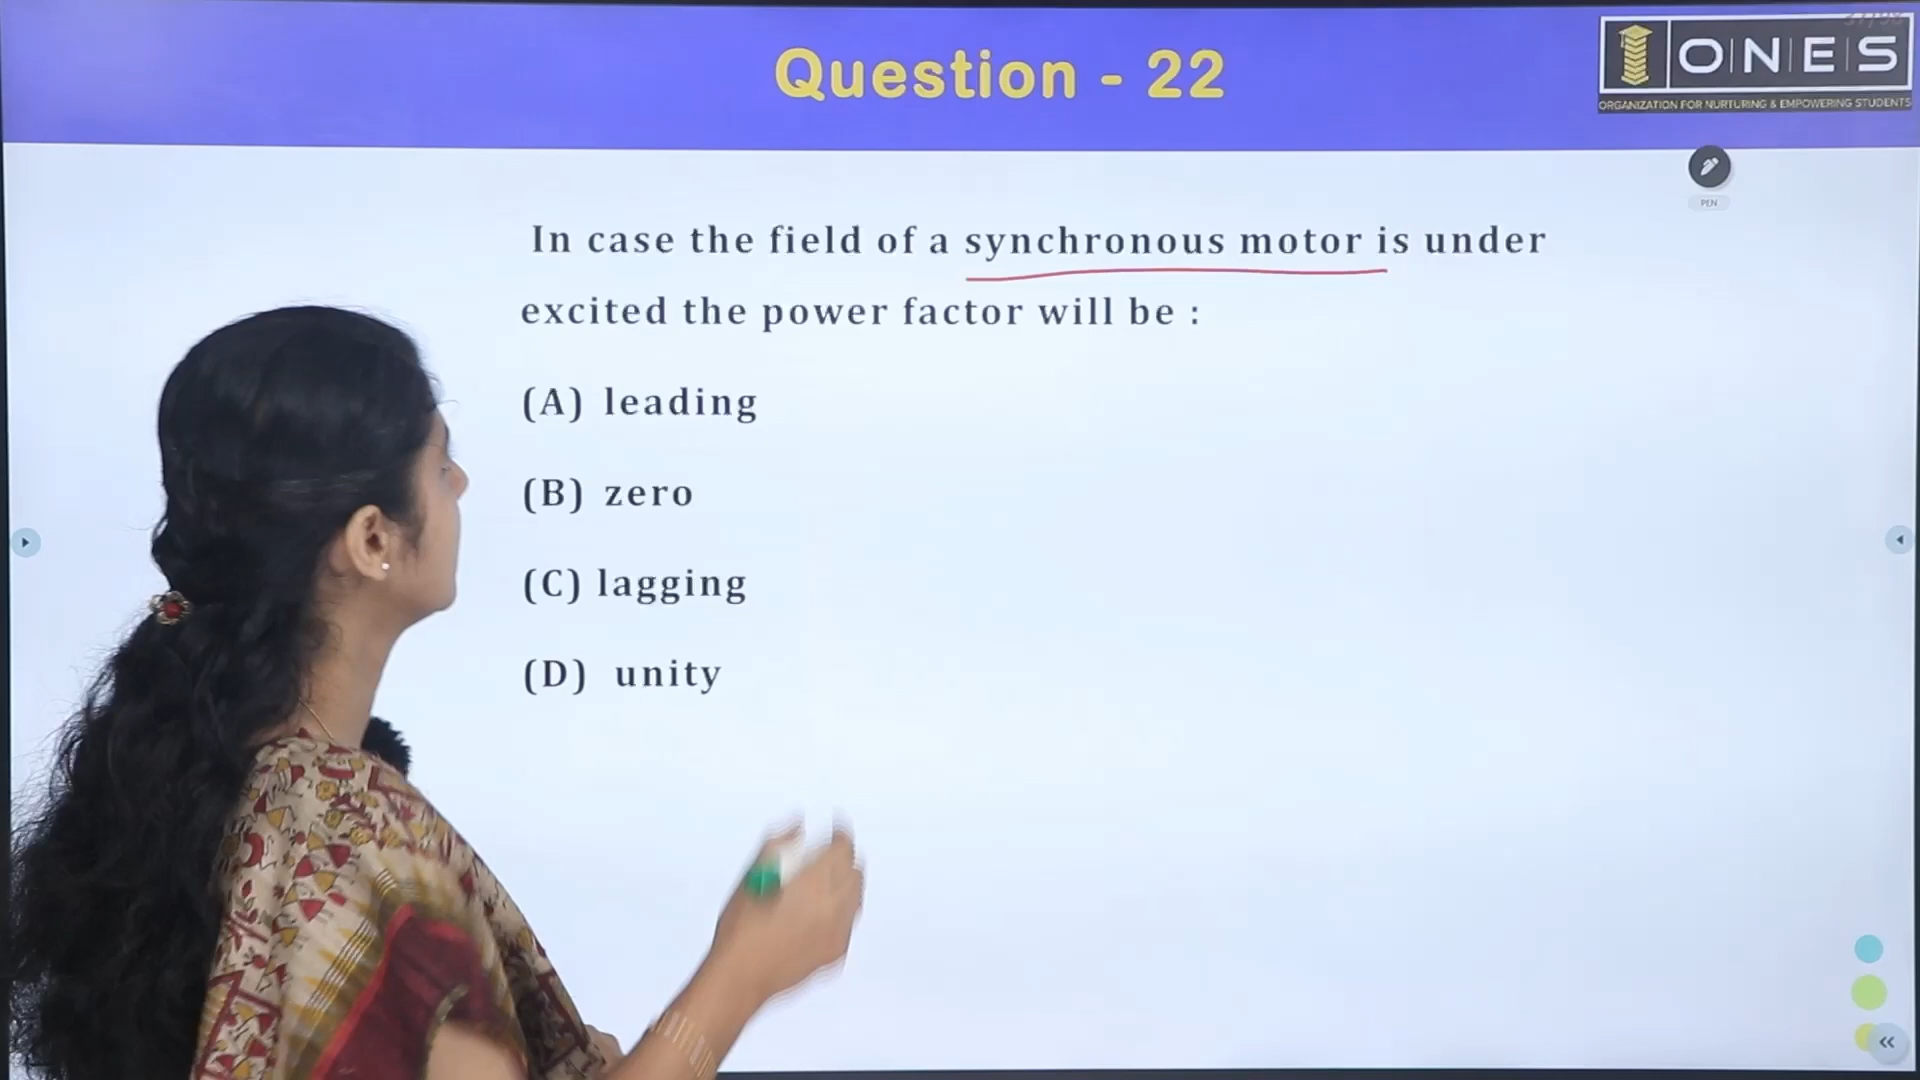 Question - 22
O|N|E|S
ORGANIZATION FOR NURTURING & EMPOWERING STUDENTS
PEN
In case the field of a synchronous motor is under
excited the power factor will be :
(A) leading
(B) zero
(C) lagging
(D) unity